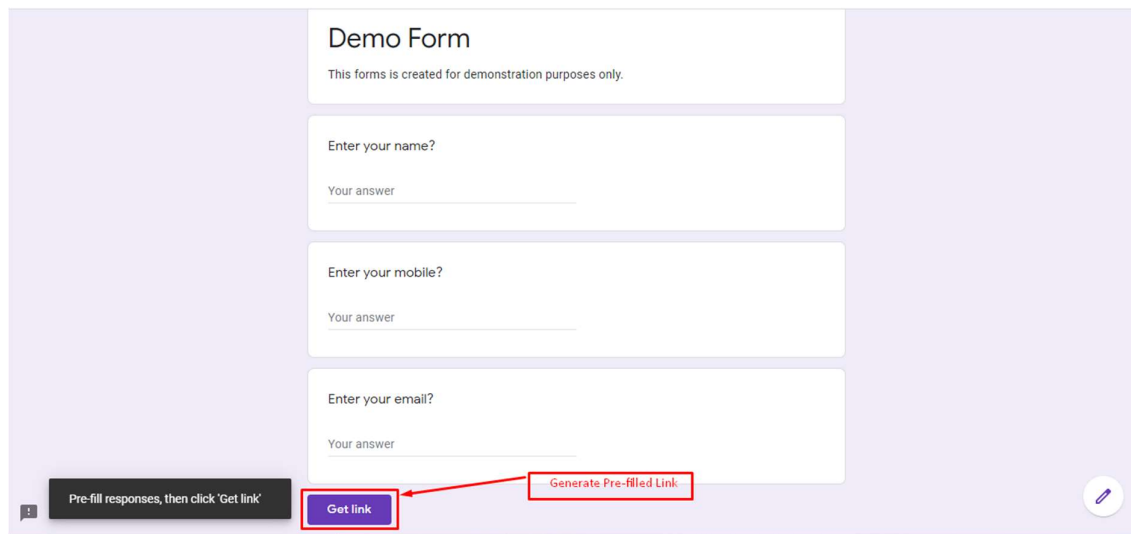 Demo Form
This forms is created for demonstration purposes only.
Enter your name?
Your answer
Enter your mobile?
Your answer
Enter your email?
Your answer
Generate Pre-filled Link
Pre-fill responses, then click 'Get link'
Get link